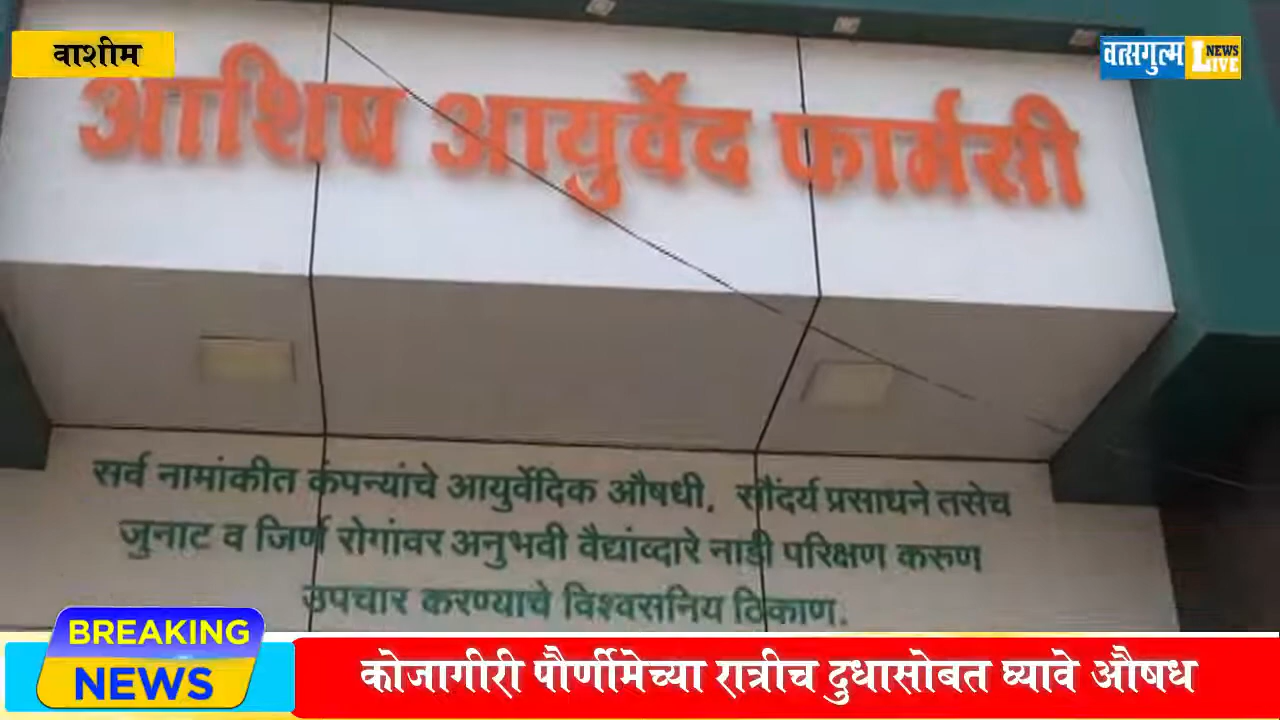 वाशीम
वत्सगुल्म LIVE NEWS
आशिष आयुर्वेद फार्मसी
सर्व नामांकीत कंपन्यांचे आयुर्वेदिक औषधी, सौंदर्य प्रसाधने तसेच
जुनाट व जिर्ण रोगांवर अनुभवी वैद्यांव्दारे नाडी परिक्षण करुण
उपचार करण्याचे विश्वसनिय ठिकाण.
BREAKING
NEWS
कोजागीरी पौर्णीमेच्या रात्रीच दुधासोबत घ्यावे औषध